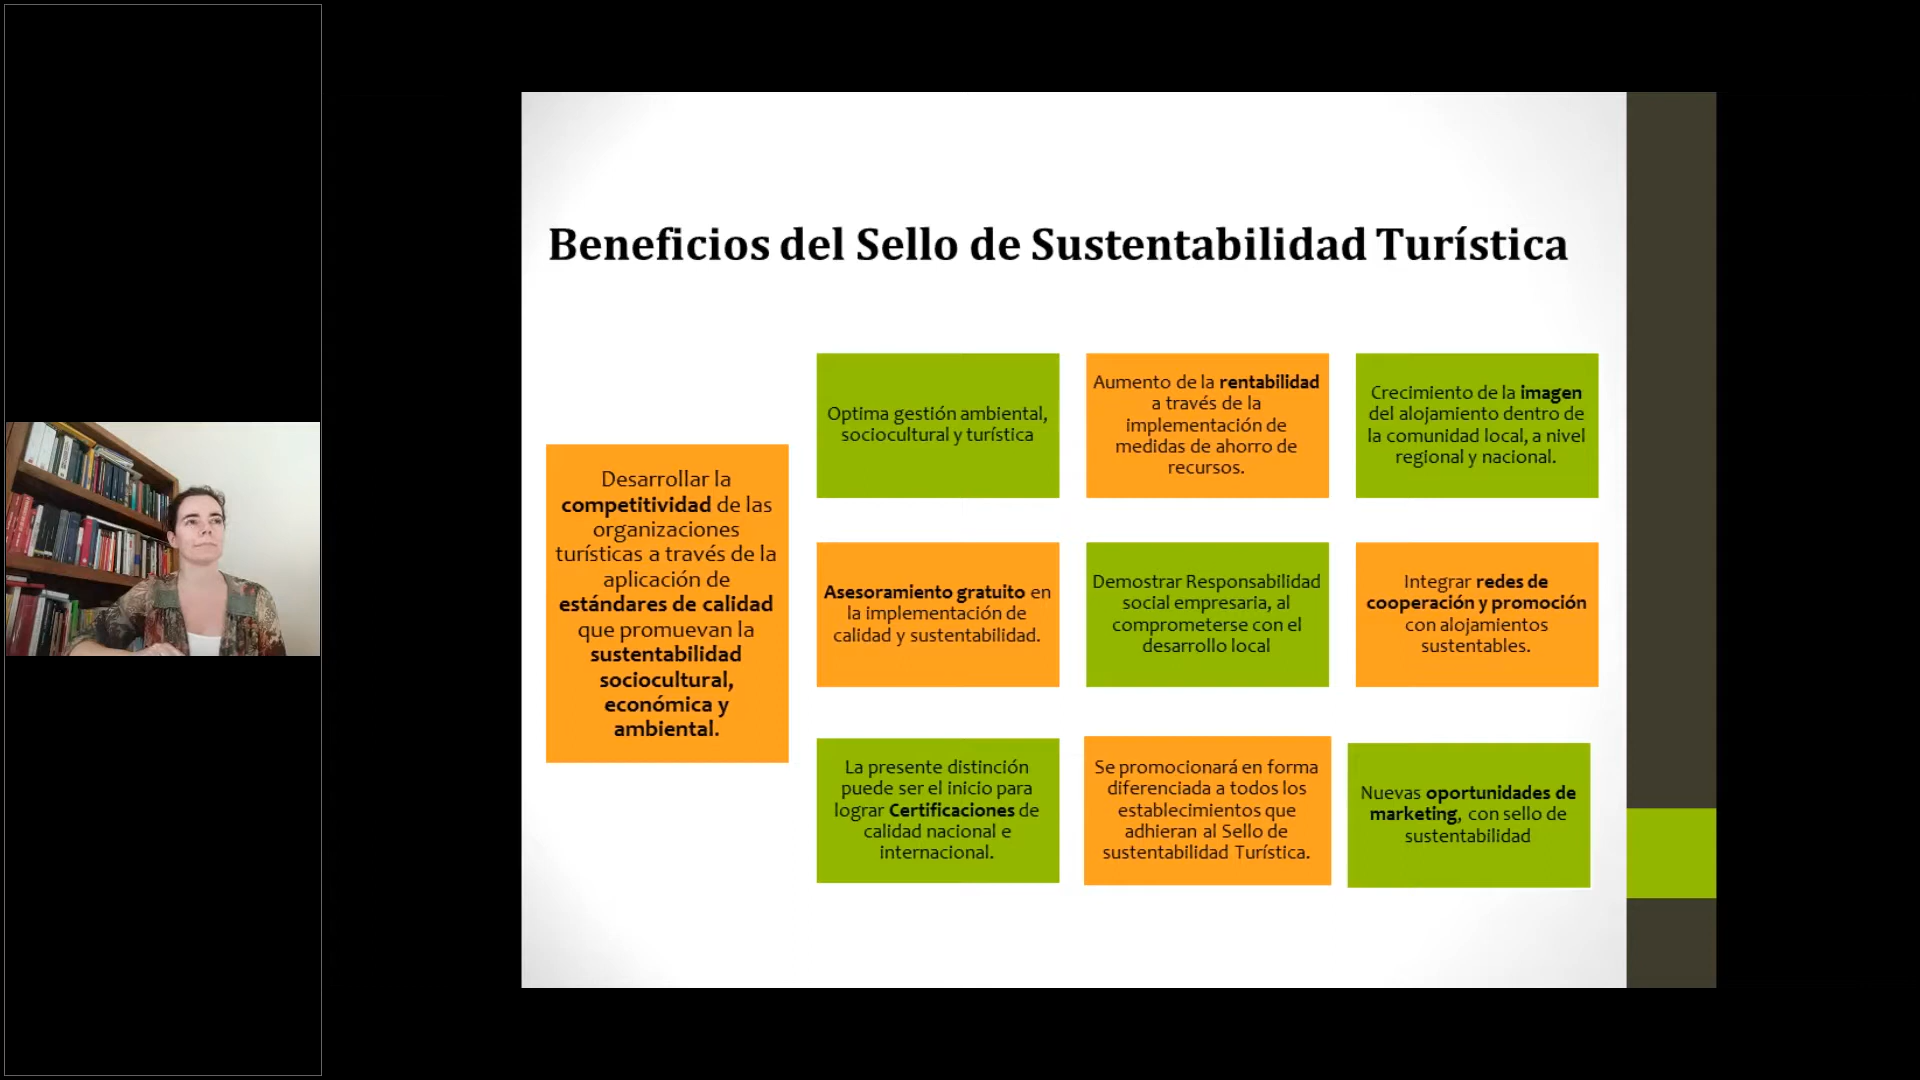 Beneficios del Sello de Sustentabilidad Turística
Desarrollar la
competitividad de las
organizaciones
turísticas a través de la
aplicación de
estándares de calidad
que promuevan la
sustentabilidad
sociocultural,
económica y
ambiental.
Optima gestión ambiental,
sociocultural y turística
Aumento de la rentabilidad
a través de la
implementación de
medidas de ahorro de
recursos.
Crecimiento de la imagen
del alojamiento dentro de
la comunidad local, a nivel
regional y nacional.
Asesoramiento gratuito en
la implementación de
calidad y sustentabilidad.
Demostrar Responsabilidad
social empresaria, al
comprometerse con el
desarrollo local
Integrar redes de
cooperación y promoción
con alojamientos
sustentables.
La presente distinción
puede ser el inicio para
lograr Certificaciones de
calidad nacional e
internacional.
Se promocionará en forma
diferenciada a todos los
establecimientos que
adhieran al Sello de
sustentabilidad Turística.
Nuevas oportunidades de
marketing, con sello de
sustentabilidad